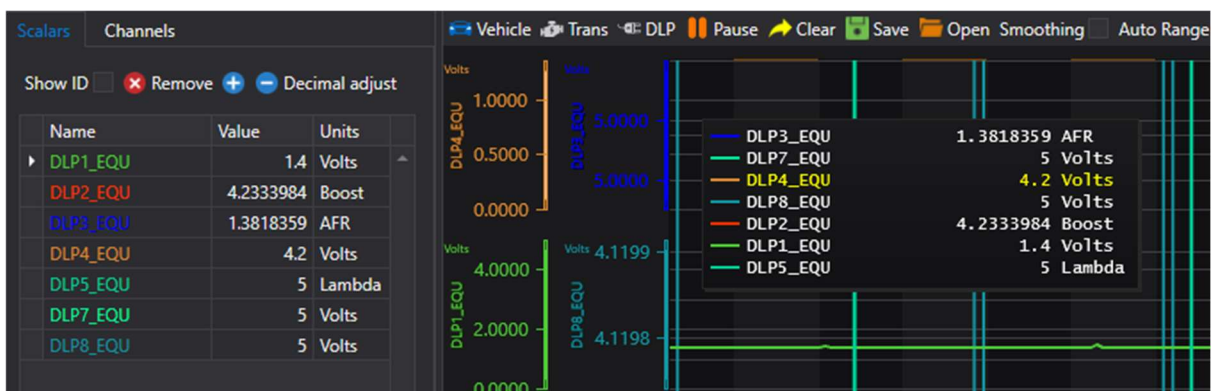 Scalars Channels
Show ID Remove Decimal adjust
Name Value Units
DLP1_EQU 1.4 Volts
DLP2_EQU 4.2333984 Boost
DLP3_EQU 1.3818359 AFR
DLP4_EQU 4.2 Volts
DLP5_EQU 5 Lambda
DLP7_EQU 5 Volts
DLP8_EQU 5 Volts
Vehicle Trans DLP Pause Clear Save Open Smoothing Auto Range
Volts
DLP4_EQU
1.0000
0.5000
0.0000
Volts
DLP3_EQU
5.0000
5.0000
Volts
DLP1_EQU
4.0000
2.0000
0.0000
Volts
DLP8_EQU
4.1199
4.1198
DLP3_EQU 1.3818359 AFR
DLP7_EQU 5 Volts
DLP4_EQU 4.2 Volts
DLP8_EQU 5 Volts
DLP2_EQU 4.2333984 Boost
DLP1_EQU 1.4 Volts
DLP5_EQU 5 Lambda